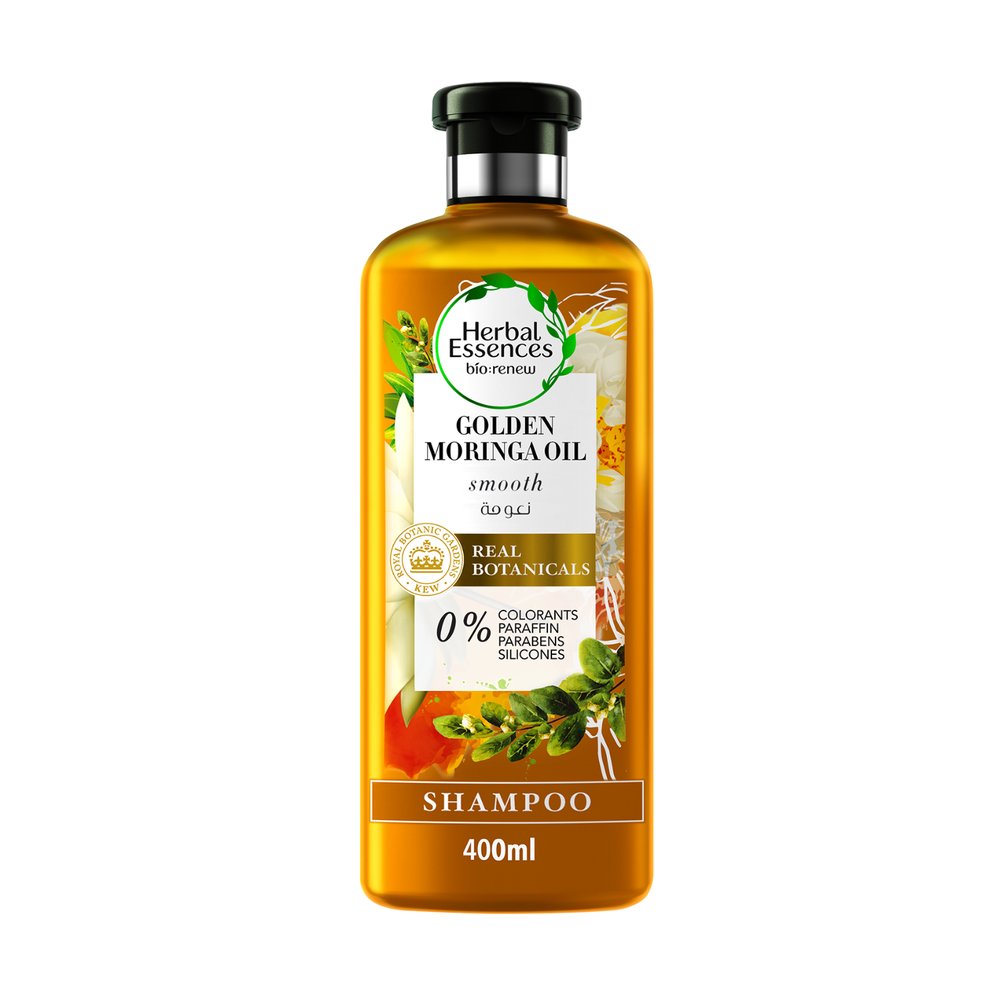 Herbal
Essences
bío:renew
GOLDEN
MORINGA OIL
smooth
نعومة
ROYAL BOTANIC GARDENS
KEW
REAL
BOTANICALS
0% COLORANTS
PARAFFIN
PARABENS
SILICONES
SHAMPOO
400ml